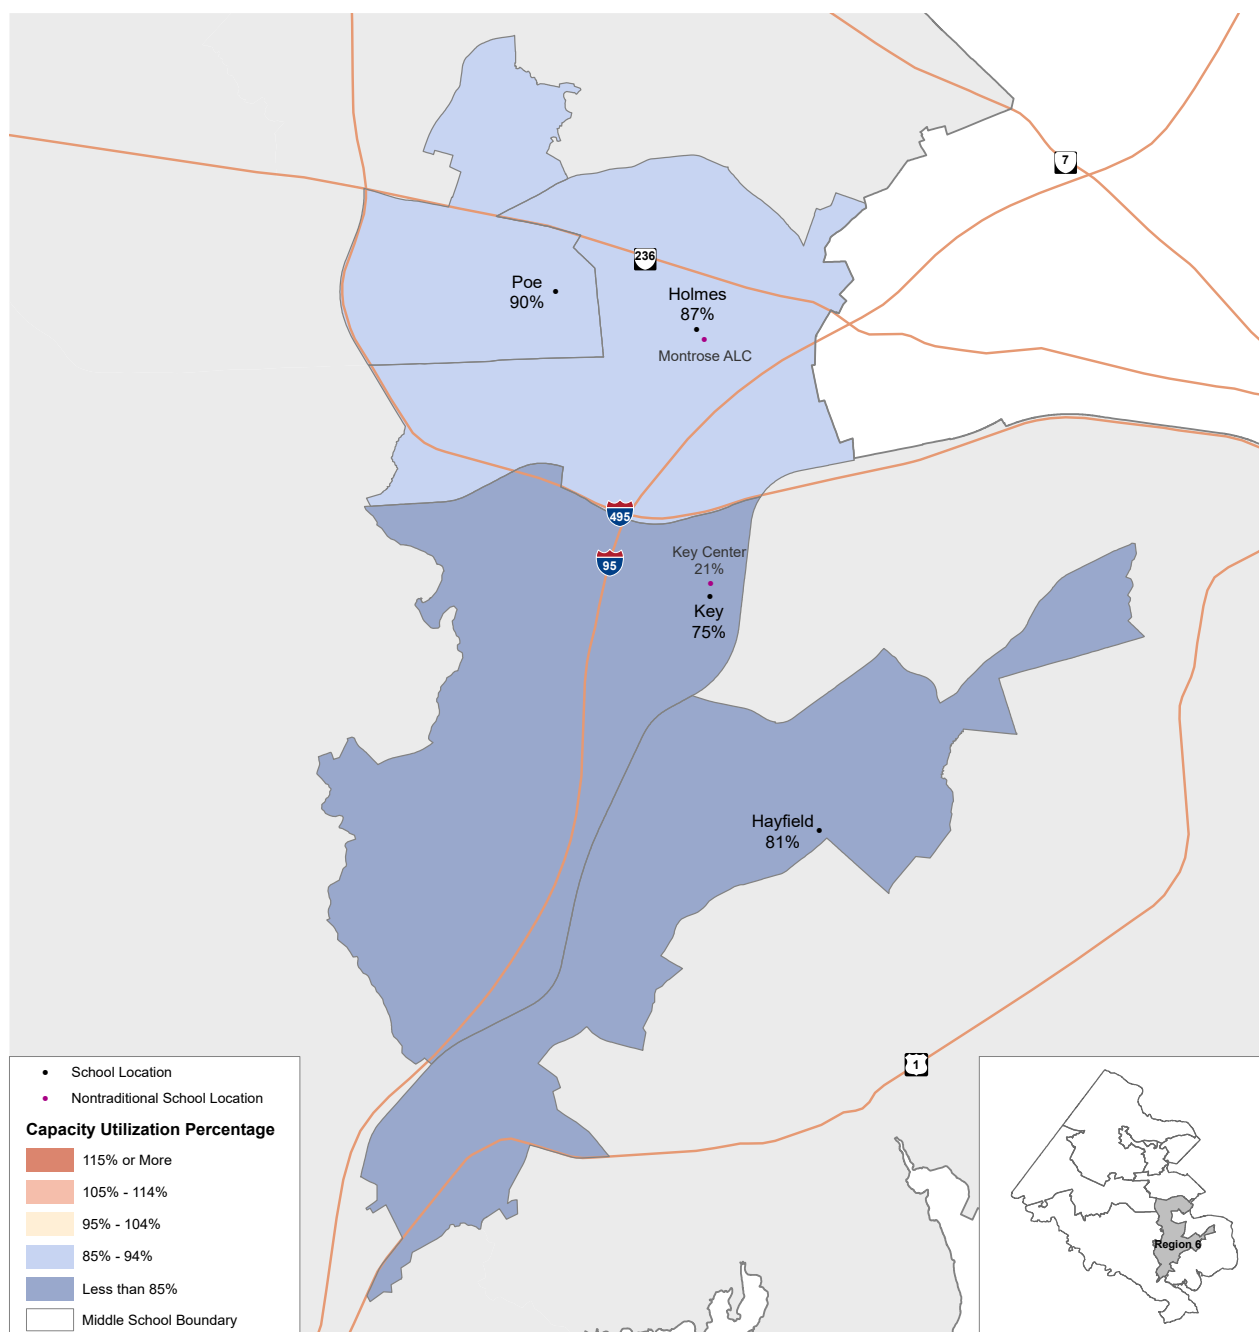 7
236
Poe
90%
Holmes
87%
Montrose ALC
495
95
Key Center
21%
Key
75%
Hayfield
81%
1
School Location
Nontraditional School Location
Capacity Utilization Percentage
115% or More
105% - 114%
95% - 104%
85% - 94%
Less than 85%
Middle School Boundary
Region 6